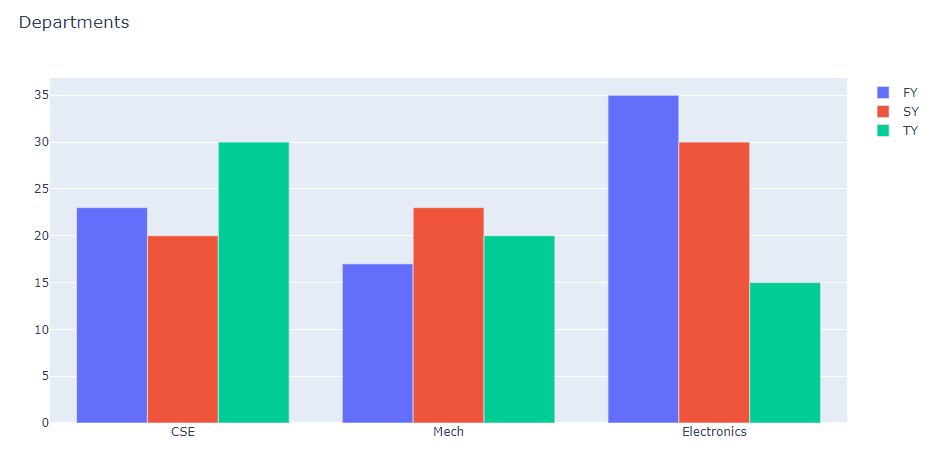 Departments
35
30
25
20
15
10
5
0
CSE
Mech
Electronics
FY
SY
TY